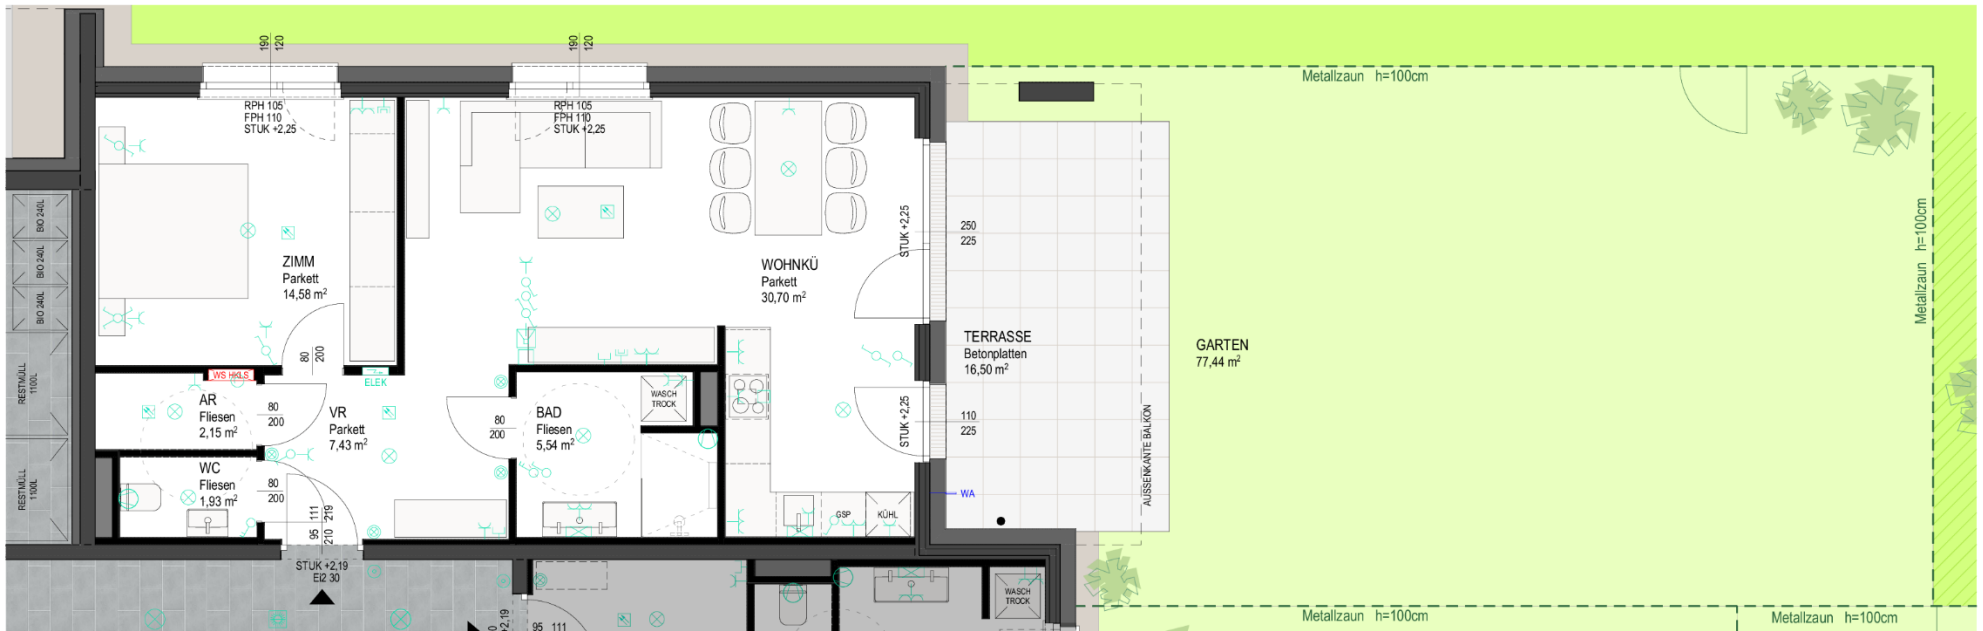 190
120
190
120
Metallzaun h=100cm
RPH 105
FPH 110
STUK +2,25
RPH 105
FPH 110
STUK +2,25
BIO 240L
BIO 240L
BIO 240L
RESTMÜLL
1100L
RESTMÜLL
1100L
ZIMM
Parkett
14,58 m²
80
200
WOHNKÜ
Parkett
30,70 m²
STUK +2,25
250
225
Metallzaun h=100cm
TERRASSE
Betonplatten
16,50 m²
GARTEN
77,44 m²
WS HKLS
ELEK
AR
Fliesen
2,15 m²
80
200
VR
Parkett
7,43 m²
80
200
BAD
Fliesen
5,54 m²
WASCH
TROCK
STUK +2,25
110
225
AUSSENKANTE BALKON
WC
Fliesen
1,93 m²
80
200
95 111
210 219
GSP
KÜHL
WA
STUK +2,19
EI2 30
WASCH
TROCK
+2,19
95 111
Metallzaun h=100cm
Metallzaun h=100cm